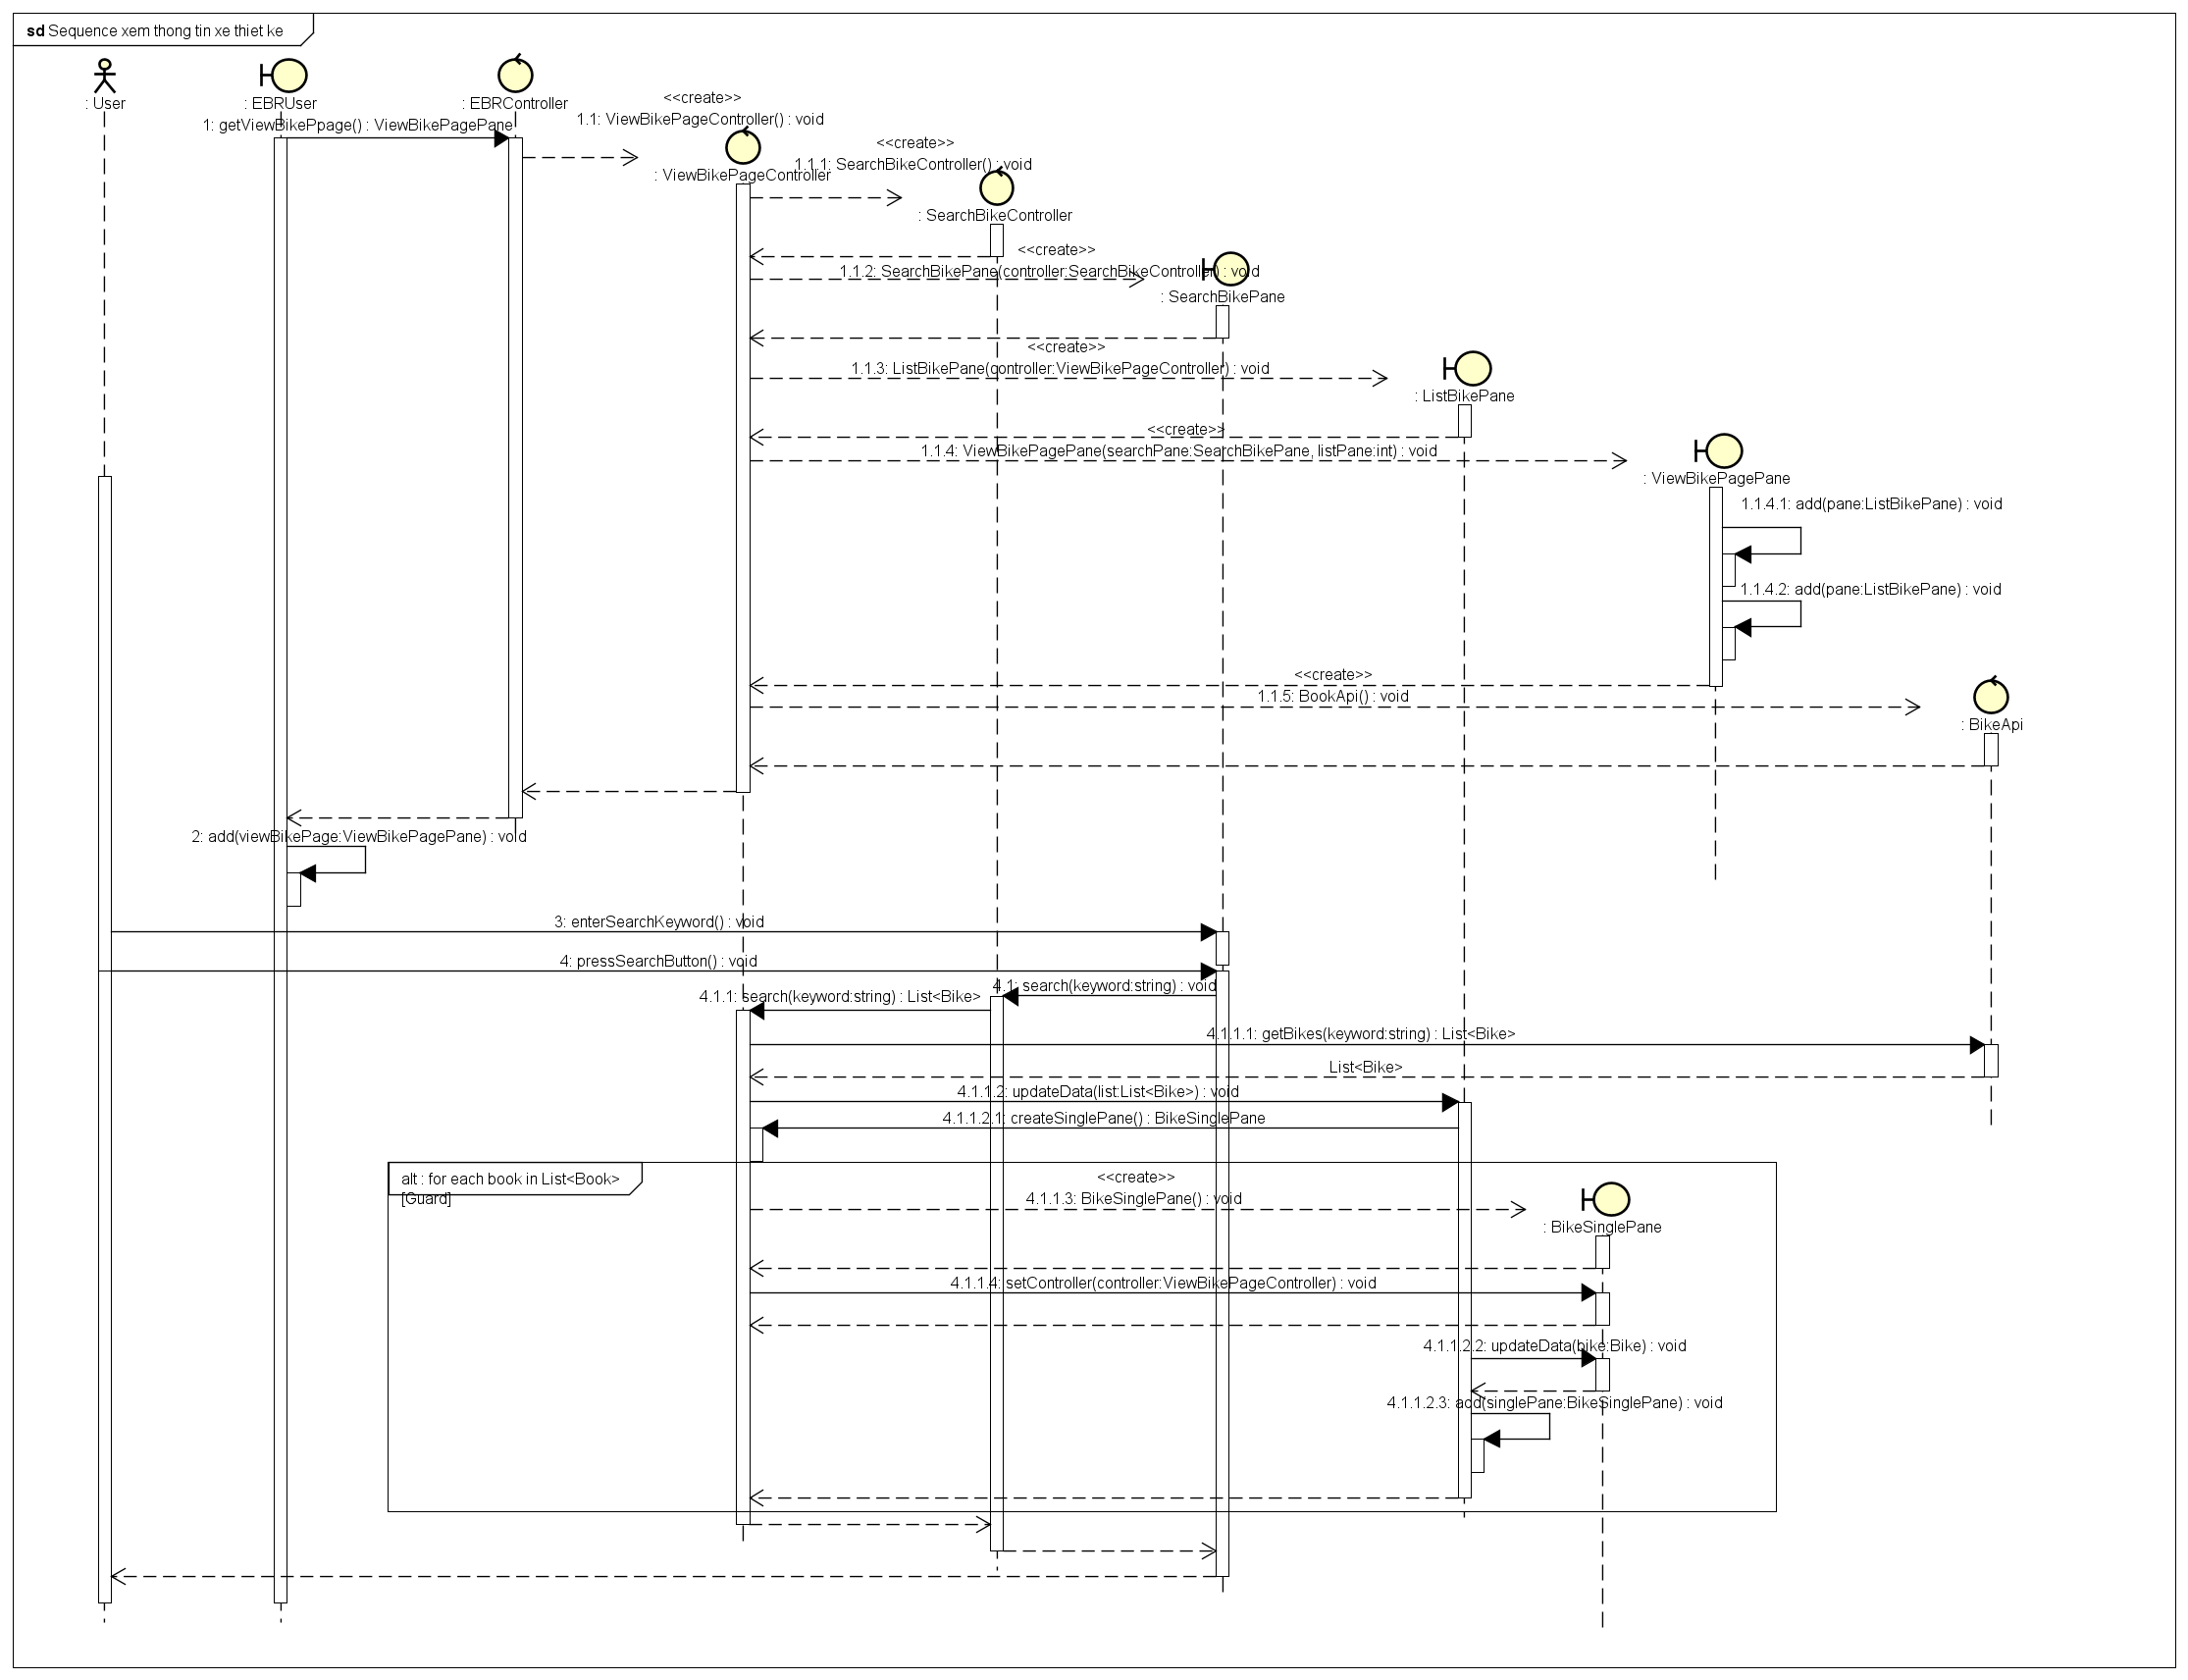 sd Sequence xem thong tin xe thiet ke
: User
: EBRUser
: EBRController
<<create>>
1: getViewBikePpage() : ViewBikePagePane
1.1: ViewBikePageController() : void
: ViewBikePageController
<<create>>
1.1.1: SearchBikeController() : void
: SearchBikeController
<<create>>
1.1.2: SearchBikePane(controller:SearchBikeController) : void
: SearchBikePane
<<create>>
1.1.3: ListBikePane(controller:ViewBikePageController) : void
: ListBikePane
<<create>>
1.1.4: ViewBikePagePane(searchPane:SearchBikePane, listPane:int) : void
: ViewBikePagePane
1.1.4.1: add(pane:ListBikePane) : void
1.1.4.2: add(pane:ListBikePane) : void
<<create>>
1.1.5: BookApi() : void
: BikeApi
2: add(viewBikePage:ViewBikePagePane) : void
3: enterSearchKeyword() : void
4: pressSearchButton() : void
4.1: search(keyword:string) : void
4.1.1: search(keyword:string) : List<Bike>
4.1.1.1: getBikes(keyword:string) : List<Bike>
List<Bike>
4.1.1.2: updateData(list:List<Bike>) : void
4.1.1.2.1: createSinglePane() : BikeSinglePane
alt : for each book in List<Book>
[Guard]
<<create>>
4.1.1.3: BikeSinglePane() : void
: BikeSinglePane
4.1.1.4: setController(controller:ViewBikePageController) : void
4.1.1.2.2: updateData(bike:Bike) : void
4.1.1.2.3: add(singlePane:BikeSinglePane) : void